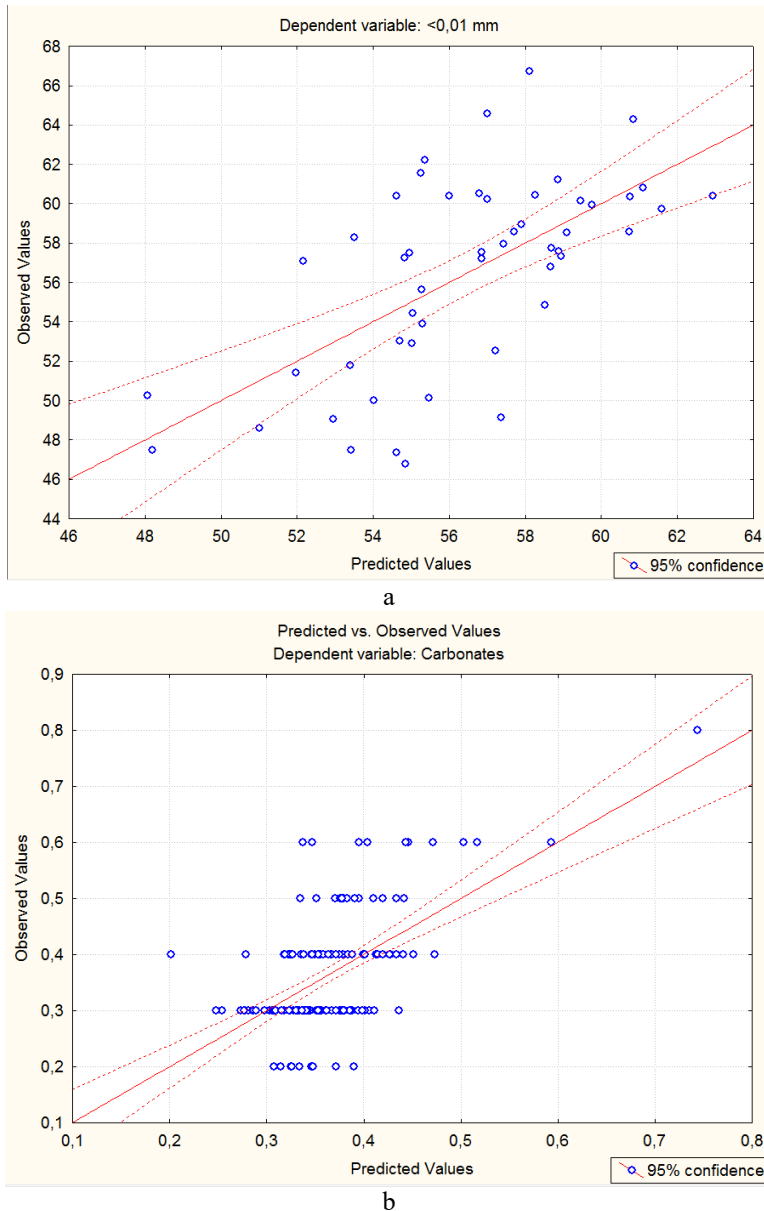 Dependent variable: <0,01 mm
68
66
64
62
60
58
56
54
52
50
48
46
44
Observed Values
46 48 50 52 54 56 58 60 62 64
Predicted Values
95% confidence
a
Predicted vs. Observed Values
Dependent variable: Carbonates
0,9
0,8
0,7
0,6
0,5
0,4
0,3
0,2
0,1
Observed Values
0,1 0,2 0,3 0,4 0,5 0,6 0,7 0,8
Predicted Values
95% confidence
b